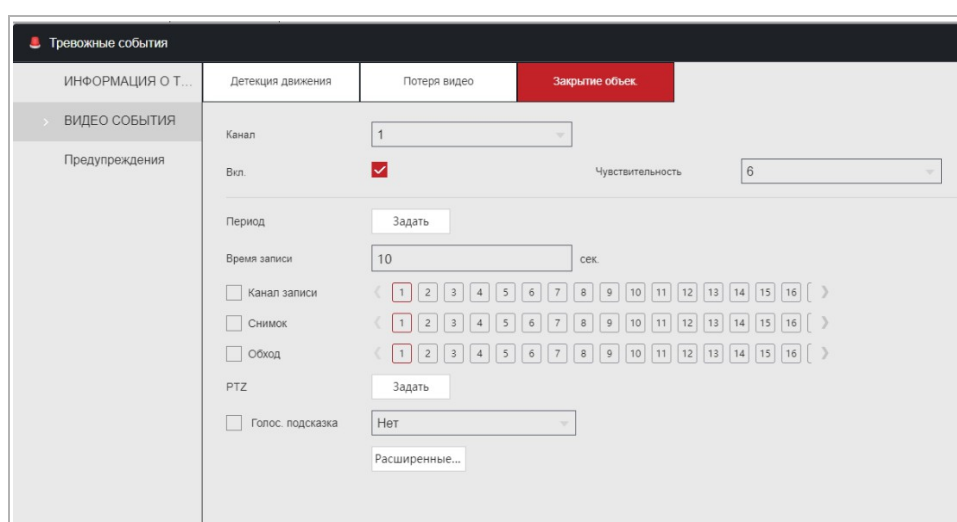 Тревожные события
ИНФОРМАЦИЯ О Т...
Детекция движения
Потеря видео
Закрытие объек.
ВИДЕО СОБЫТИЯ
Предупреждения
Канал
1
Вкл.
Чувствительность
6
Период
Задать
Время записи
10
сек.
Канал записи
1 2 3 4 5 6 7 8 9 10 11 12 13 14 15 16
Снимок
1 2 3 4 5 6 7 8 9 10 11 12 13 14 15 16
Обход
1 2 3 4 5 6 7 8 9 10 11 12 13 14 15 16
PTZ
Задать
Голос. подсказка
Нет
Расширенные...